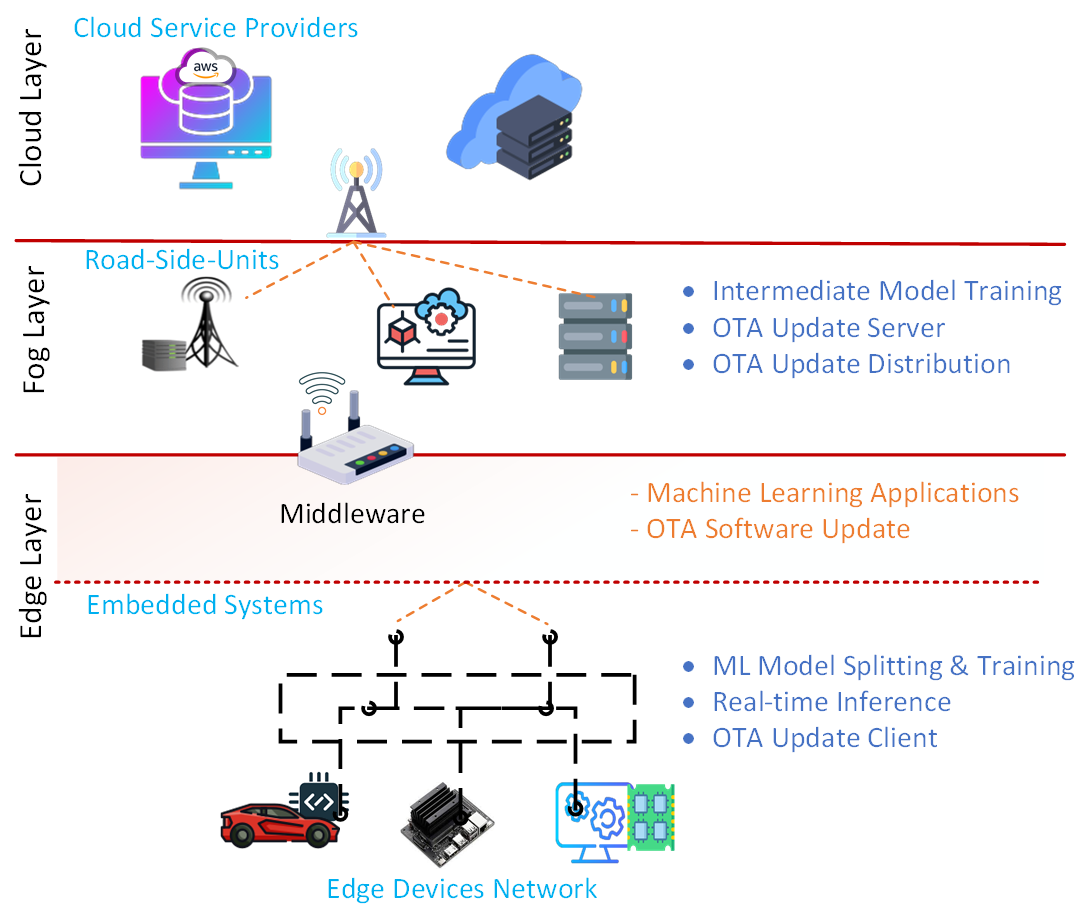 Cloud Layer
Cloud Service Providers
aws
Fog Layer
Road-Side-Units
• Intermediate Model Training
• OTA Update Server
• OTA Update Distribution
Edge Layer
Middleware
- Machine Learning Applications
- OTA Software Update
Embedded Systems
• ML Model Splitting & Training
• Real-time Inference
• OTA Update Client
Edge Devices Network